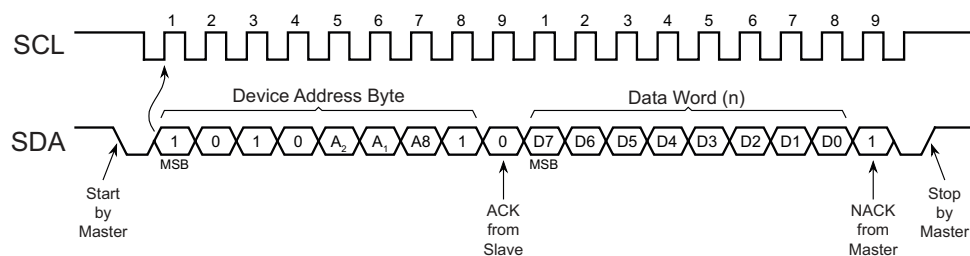 1 2 3 4 5 6 7 8 9 1 2 3 4 5 6 7 8 9
SCL
Device Address Byte Data Word (n)
SDA 1 0 1 0 A₂ A₁ A8 1 0 D7 D6 D5 D4 D3 D2 D1 D0 1
MSB MSB
Start
by
Master
ACK
from
Slave
NACK
from
Master
Stop
by
Master